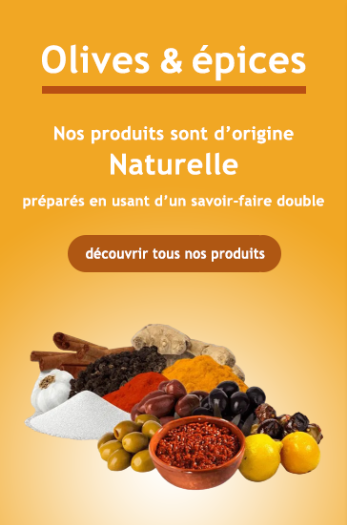 Olives & épices
Nos produits sont d'origine
Naturelle
préparés en usant d'un savoir-faire double
découvrir tous nos produits